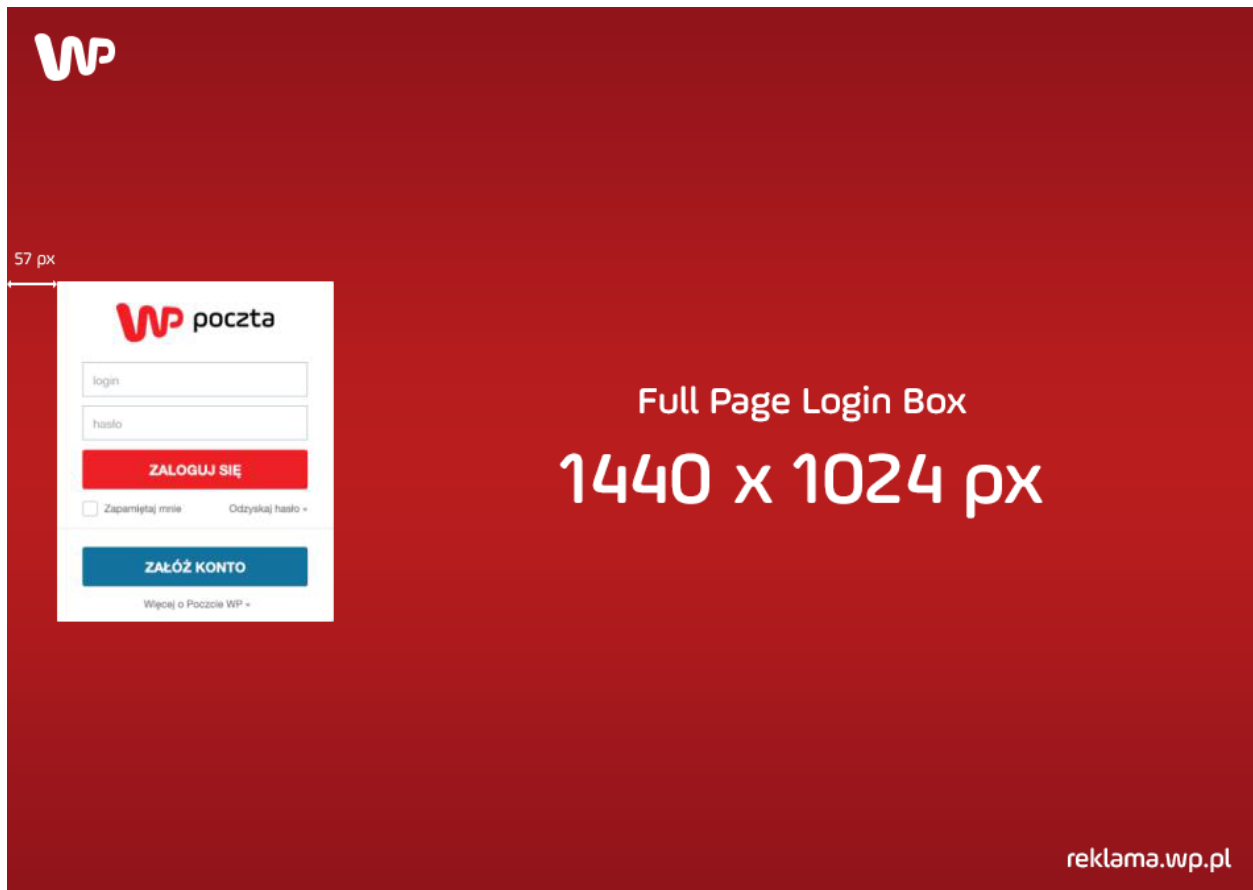 WP
57 px
WP poczta
login
hasło
ZALOGUJ SIĘ
Zapamiętaj mnie Odzyskaj hasło »
ZAŁÓŻ KONTO
Więcej o Poczcie WP »
Full Page Login Box
1440 x 1024 px
reklama.wp.pl